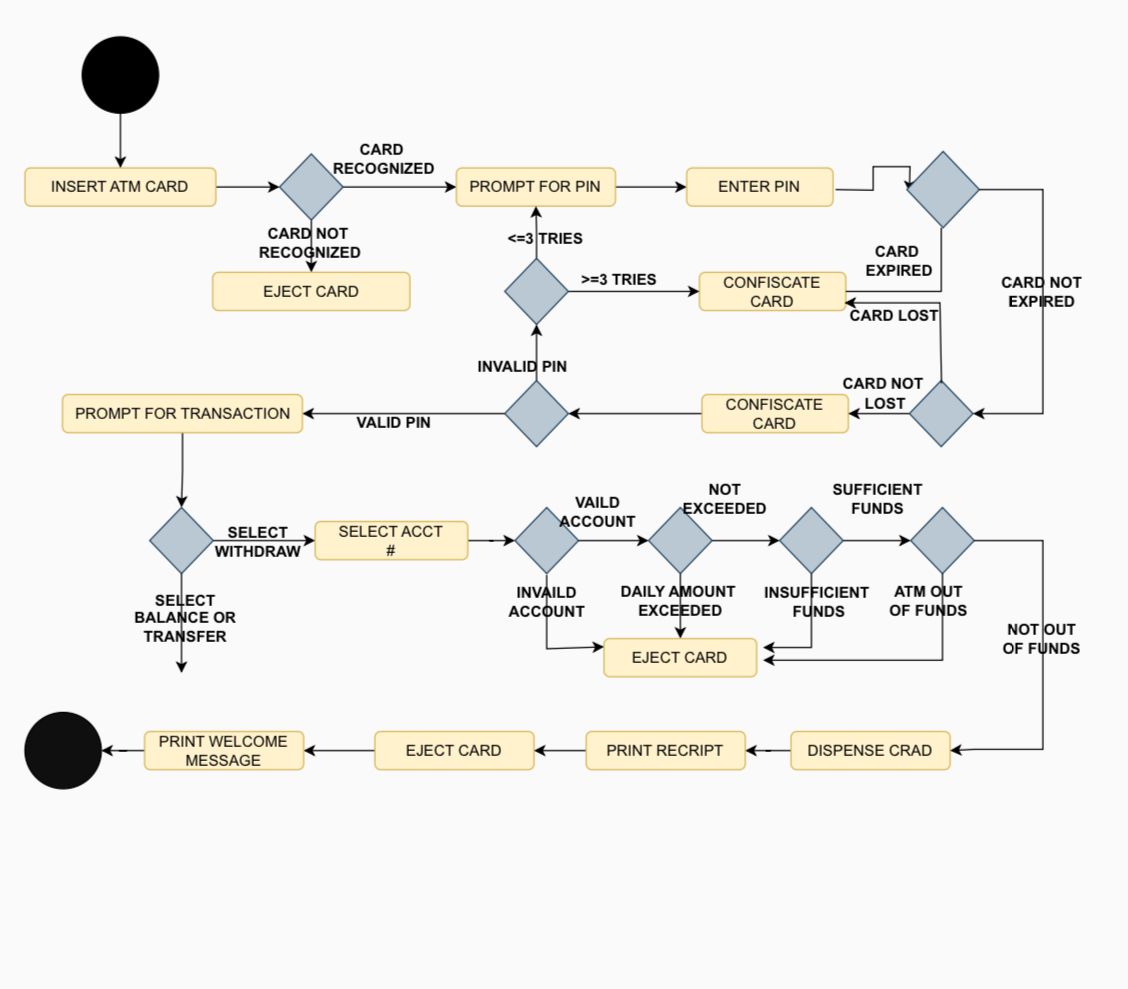 CARD
RECOGNIZED
INSERT ATM CARD
PROMPT FOR PIN
ENTER PIN
CARD NOT
RECOGNIZED
<=3 TRIES
EJECT CARD
>=3 TRIES
CONFISCATE
CARD
CARD
EXPIRED
CARD NOT
EXPIRED
CARD LOST
INVALID PIN
PROMPT FOR TRANSACTION
VALID PIN
CONFISCATE
CARD
CARD NOT
LOST
SELECT
WITHDRAW
SELECT ACCT
#
VAILD
ACCOUNT
NOT
EXCEEDED
SUFFICIENT
FUNDS
SELECT
BALANCE OR
TRANSFER
INVAILD
ACCOUNT
DAILY AMOUNT
EXCEEDED
INSUFFICIENT
FUNDS
ATM OUT
OF FUNDS
NOT OUT
OF FUNDS
EJECT CARD
PRINT WELCOME
MESSAGE
EJECT CARD
PRINT RECRIPT
DISPENSE CRAD